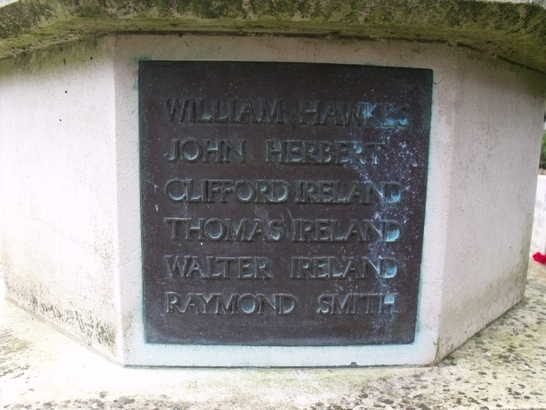 WILLIAM HAWKES
JOHN HERBERT
CLIFFORD IRELAND
THOMAS IRELAND
WALTER IRELAND
RAYMOND SMITH